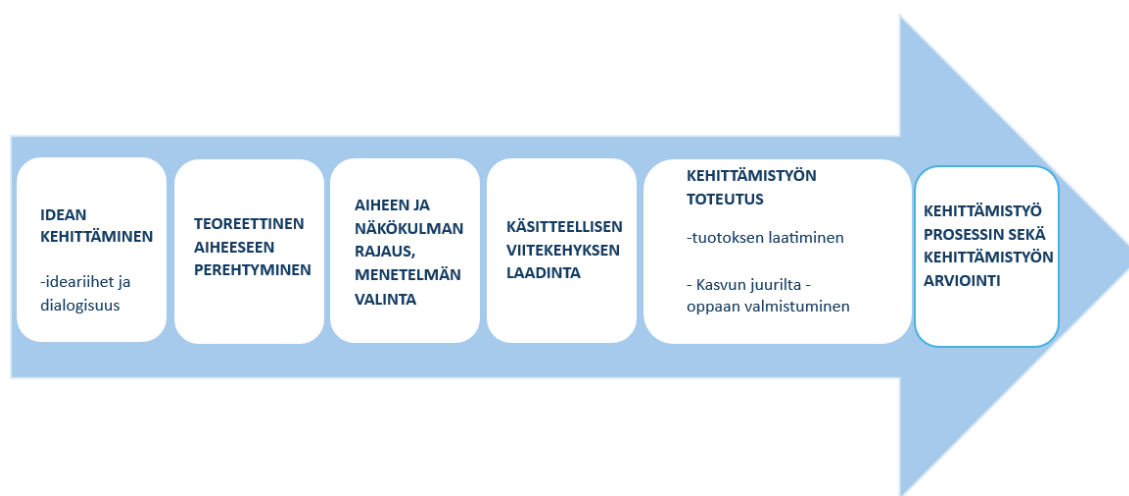 IDEAN
KEHITTÄMINEN
-ideariihet ja
dialogisuus
TEOREETTINEN
AIHEESEEN
PEREHTYMINEN
AIHEEN JA
NÄKÖKULMAN
RAJAUS,
MENETELMÄN
VALINTA
KÄSITTEELLISEN
VIITEKEHYKSEN
LAADINTA
KEHITTÄMISTYÖN
TOTEUTUS
-tuotoksen laatiminen
- Kasvun juurilta -
oppaan valmistuminen
KEHITTÄMISTYÖ
PROSESSIN SEKÄ
KEHITTÄMISTYÖN
ARVIOINTI